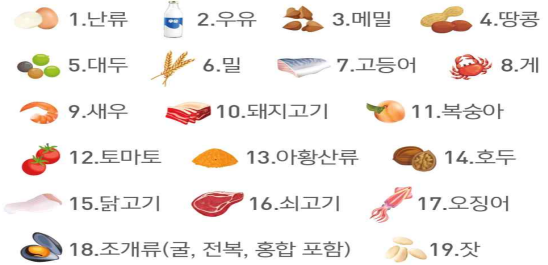 1.난류 2.우유 3.메밀 4.땅콩
5.대두 6.밀 7.고등어 8.게
9.새우 10.돼지고기 11.복숭아
12.토마토 13.아황산류 14.호두
15.닭고기 16.쇠고기 17.오징어
18.조개류(굴, 전복, 홍합 포함) 19.잣